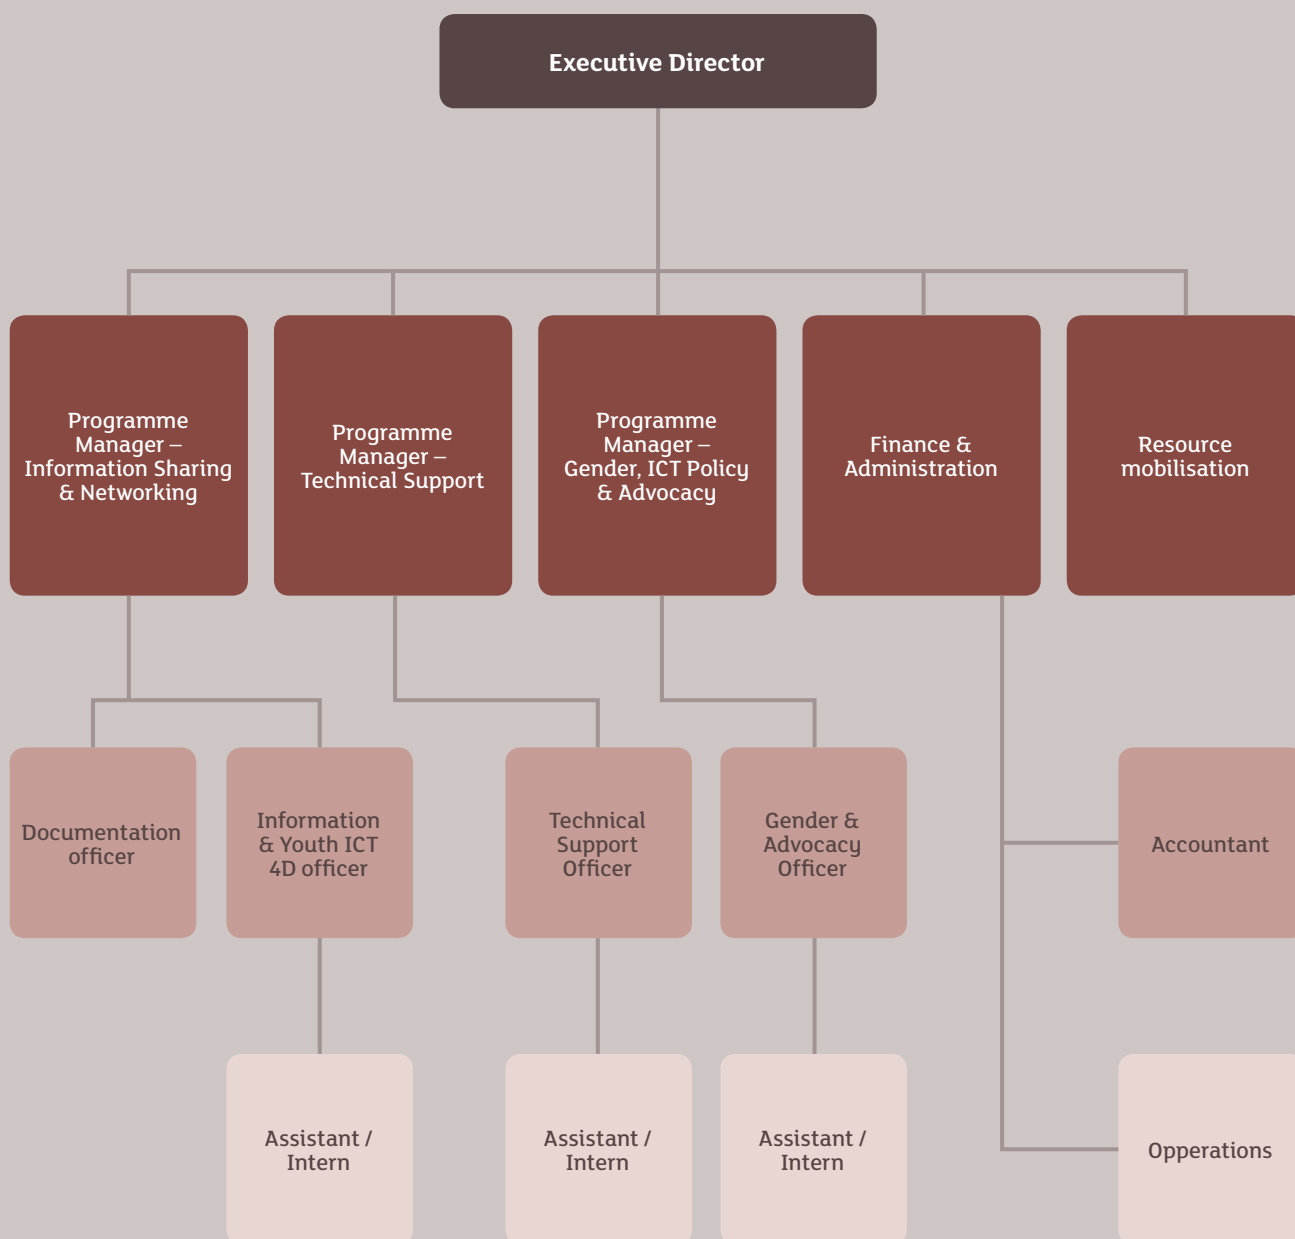 Executive Director
Programme
Manager –
Information Sharing
& Networking
Programme
Manager –
Technical Support
Programme
Manager –
Gender, ICT Policy
& Advocacy
Finance &
Administration
Resource
mobilisation
Documentation
officer
Information
& Youth ICT
4D officer
Technical
Support
Officer
Gender &
Advocacy
Officer
Accountant
Assistant /
Intern
Assistant /
Intern
Assistant /
Intern
Opperations